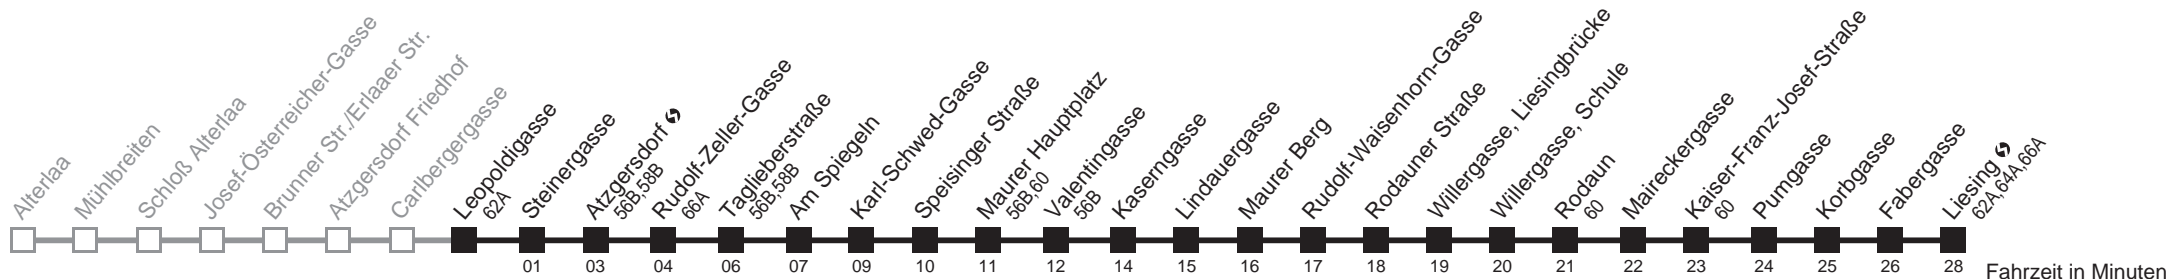 Alterlaa
Mühlbreiten
Schloß Alterlaa
Josef-Österreicher-Gasse
Brunner Str./Erlaaer Str.
Atzgersdorf Friedhof
Carlbergergasse
Leopoldigasse
62A
Steinergasse
01
Atzgersdorf
56B,58B
03
Rudolf-Zeller-Gasse
66A
04
Taglieberstraße
56B,58B
06
Am Spiegeln
07
Karl-Schwed-Gasse
09
Speisinger Straße
10
Maurer Hauptplatz
56B,60
11
Valentingasse
56B
12
Kaserngasse
14
Lindauergasse
15
Maurer Berg
16
Rudolf-Waisenhorn-Gasse
17
Rodauner Straße
18
Willergasse, Liesingbrücke
19
Willergasse, Schule
20
Rodaun
60
21
Maireckergasse
22
Kaiser-Franz-Josef-Straße
60
23
Pumgasse
24
Korbgasse
25
Fabergasse
26
Liesing
62A,64A,66A
28
Fahrzeit in Minuten